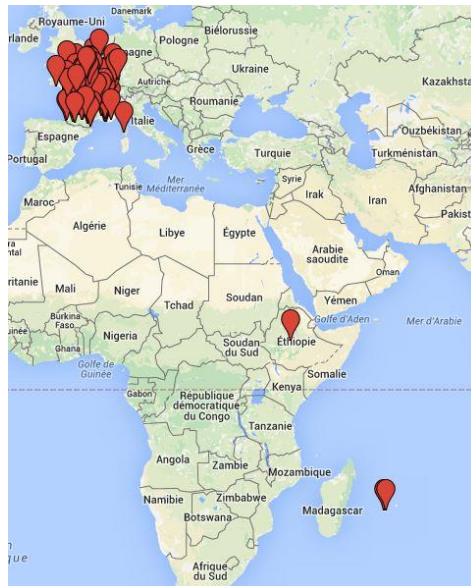 Danemark
Royaume-Uni
Irlande
Biélorussie
Pologne
Ukraine
Kazakhsta
Autriche
Roumanie
Italie
Ouzbékistan
Espagne
Portugal
Grèce
Turquie
Turkménistan
Mer
Méditerranée
Tunisie
Syrie
Irak
Iran
Afghanistan
Pakist
Maroc
Algérie
Libye
Égypte
Arabie
saoudite
Oman
Mali
Niger
Tchad
Soudan
Yémen
Golfe d'Aden
Mer d'Arabie
Burkina
Faso
Nigeria
Ghana
Soudan
du Sud
Éthiopie
Somalie
Golfe de
Guinée
Gabon
Kenya
République
démocratique
du Congo
Tanzanie
Angola
Zambie
Mozambique
Namibie
Zimbabwe
Madagascar
Botswana
Afrique
du Sud